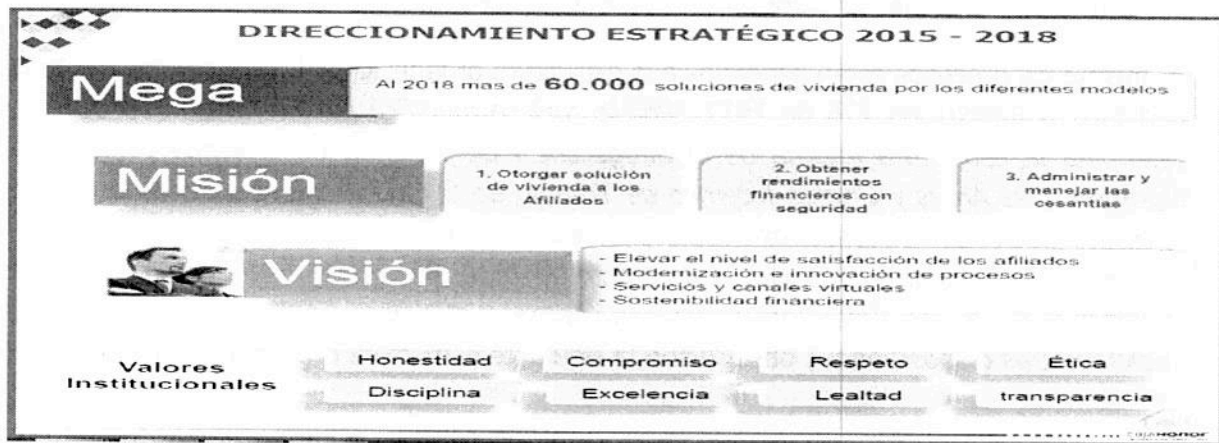 DIRECCIONAMIENTO ESTRATÉGICO 2015 - 2018
Mega
Al 2018 mas de 60.000 soluciones de vivienda por los diferentes modelos
Misión
1. Otorgar solución
de vivienda a los
Afiliados
2. Obtener
rendimientos
financieros con
seguridad
3. Administrar y
manejar las
cesantias
Visión
- Elevar el nivel de satisfacción de los afiliados
- Modernización e innovación de procesos
- Servicios y canales virtuales
- Sostenibilidad financiera
Valores
Institucionales
Honestidad Compromiso Respeto Ética
Disciplina Excelencia Lealtad transparencia
HONOR